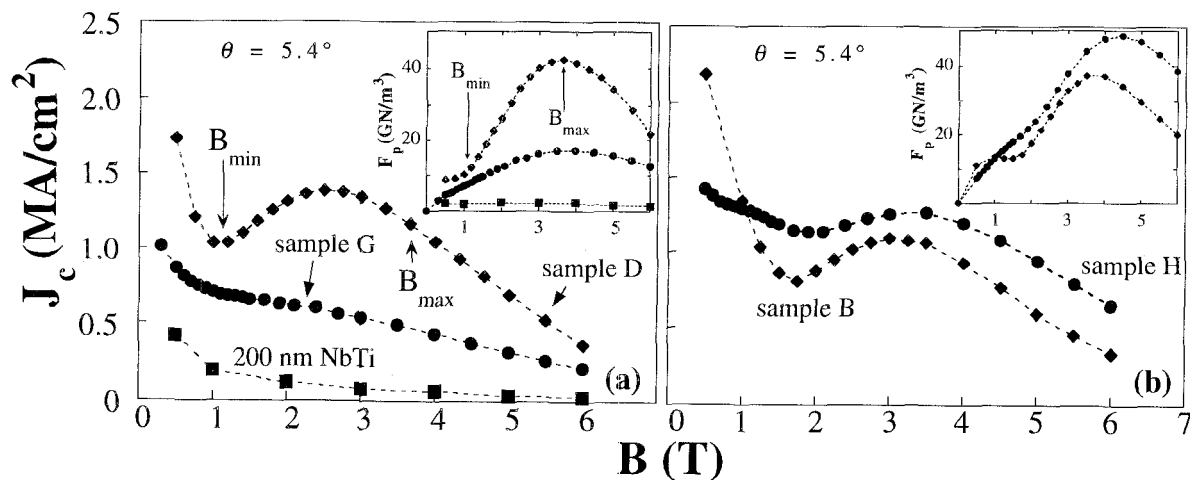 J_c (MA/cm²)
2.5
2.0
1.5
1.0
0.5
0
θ = 5.4°
B_min
sample G
B_max
sample D
200 nm NbTi
(a)
0 1 2 3 4 5 6
F_p (GN/m³)
40
20
B_min
B_max
1 3 5
θ = 5.4°
sample B
sample H
(b)
0 1 2 3 4 5 6 7
F_p (GN/m³)
40
20
1 3 5
B (T)